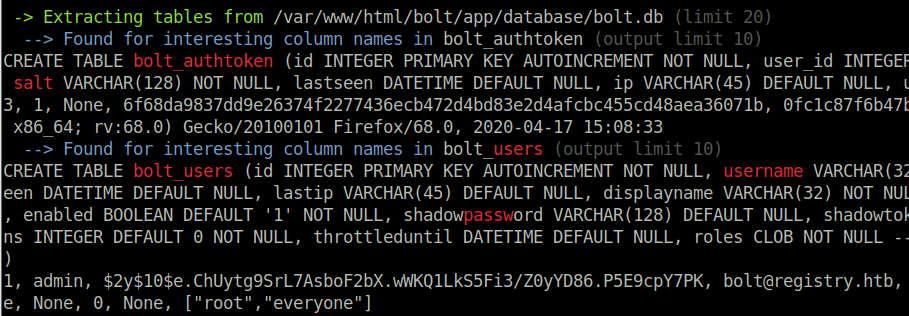 -> Extracting tables from /var/www/html/bolt/app/database/bolt.db (limit 20)
--> Found for interesting column names in bolt_authtoken (output limit 10)
CREATE TABLE bolt_authtoken (id INTEGER PRIMARY KEY AUTOINCREMENT NOT NULL, user_id INTEGER
salt VARCHAR(128) NOT NULL, lastseen DATETIME DEFAULT NULL, ip VARCHAR(45) DEFAULT NULL, u
3, 1, None, 6f68da9837dd9e26374f2277436ecb472d4bd83e2d4afcbc455cd48aea36071b, 0fc1c87f6b47b
x86_64; rv:68.0) Gecko/20100101 Firefox/68.0, 2020-04-17 15:08:33
--> Found for interesting column names in bolt_users (output limit 10)
CREATE TABLE bolt_users (id INTEGER PRIMARY KEY AUTOINCREMENT NOT NULL, username VARCHAR(32
een DATETIME DEFAULT NULL, lastip VARCHAR(45) DEFAULT NULL, displayname VARCHAR(32) NOT NUL
, enabled BOOLEAN DEFAULT '1' NOT NULL, shadowpassword VARCHAR(128) DEFAULT NULL, shadowtok
ns INTEGER DEFAULT 0 NOT NULL, throttleduntil DATETIME DEFAULT NULL, roles CLOB NOT NULL --
)
1, admin, $2y$10$e.ChUytg9SrL7AsboF2bX.wWKQ1LkS5Fi3/Z0yYD86.P5E9cpY7PK, bolt@registry.htb,
e, None, 0, None, ["root","everyone"]